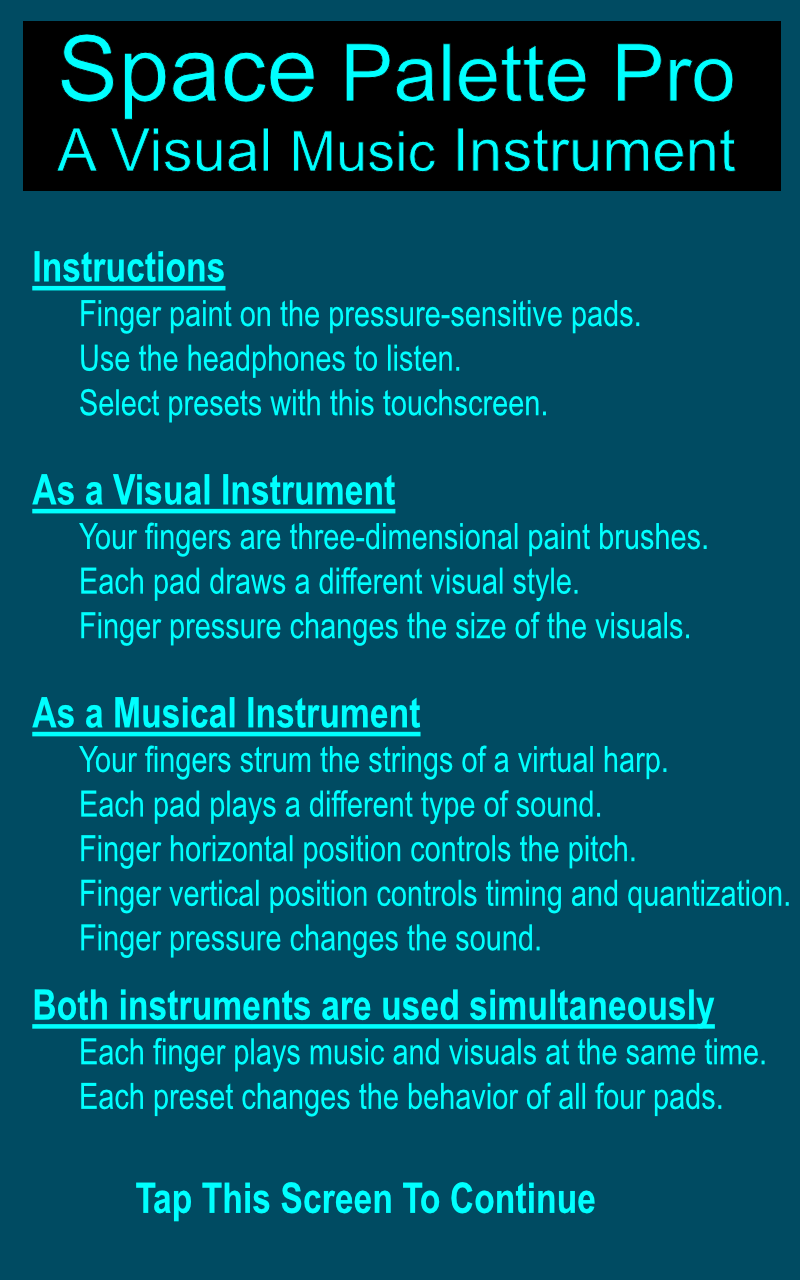 Space Palette Pro
A Visual Music Instrument
Instructions
Finger paint on the pressure-sensitive pads.
Use the headphones to listen.
Select presets with this touchscreen.
As a Visual Instrument
Your fingers are three-dimensional paint brushes.
Each pad draws a different visual style.
Finger pressure changes the size of the visuals.
As a Musical Instrument
Your fingers strum the strings of a virtual harp.
Each pad plays a different type of sound.
Finger horizontal position controls the pitch.
Finger vertical position controls timing and quantization.
Finger pressure changes the sound.
Both instruments are used simultaneously
Each finger plays music and visuals at the same time.
Each preset changes the behavior of all four pads.
Tap This Screen To Continue